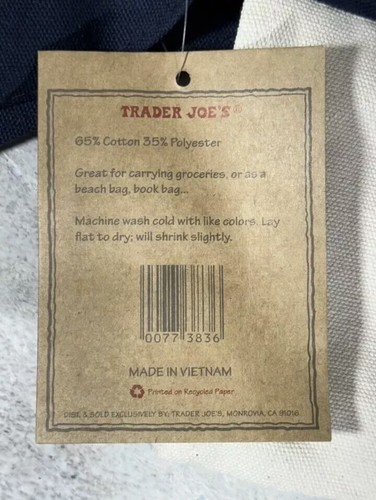 TRADER JOE'S®
65% Cotton 35% Polyester
Great for carrying groceries, or as a
beach bag, book bag...
Machine wash cold with like colors. Lay
flat to dry; will shrink slightly.
0077 3836
MADE IN VIETNAM
Printed on Recycled Paper
DIST. & SOLD EXCLUSIVELY BY: TRADER JOE'S, MONROVIA, CA 91016